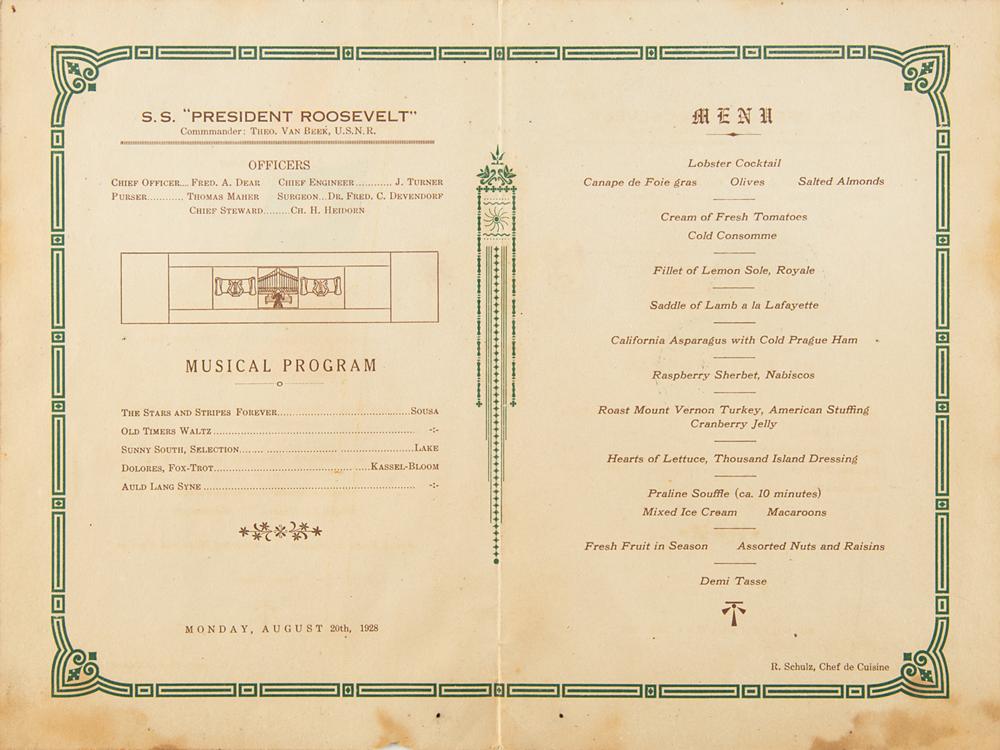 S.S. "PRESIDENT ROOSEVELT"
Commmander: THEO. VAN BEEK, U.S.N.R.
OFFICERS
CHIEF OFFICER... FRED. A. DEAR CHIEF ENGINEER............ J. TURNER
PURSER............ THOMAS MAHER SURGEON...DR. FRED. C. DEVENDORF
CHIEF STEWARD........CH. H. HEIDORN
MUSICAL PROGRAM
THE STARS AND STRIPES FOREVER..........................................SOUSA
OLD TIMERS WALTZ.............................................................. -:-
SUNNY SOUTH, SELECTION....... .............................................LAKE
DOLORES, FOX-TROT.......................................... .....KASSEL-BLOOM
AULD LANG SYNE................................................................ -:-
MONDAY, AUGUST 20th, 1928
MENU
Lobster Cocktail
Canape de Foie gras Olives Salted Almonds
Cream of Fresh Tomatoes
Cold Consomme
Fillet of Lemon Sole, Royale
Saddle of Lamb a la Lafayette
California Asparagus with Cold Prague Ham
Raspberry Sherbet, Nabiscos
Roast Mount Vernon Turkey, American Stuffing
Cranberry Jelly
Hearts of Lettuce, Thousand Island Dressing
Praline Souffle (ca. 10 minutes)
Mixed Ice Cream Macaroons
Fresh Fruit in Season Assorted Nuts and Raisins
Demi Tasse
R. Schulz, Chef de Cuisine